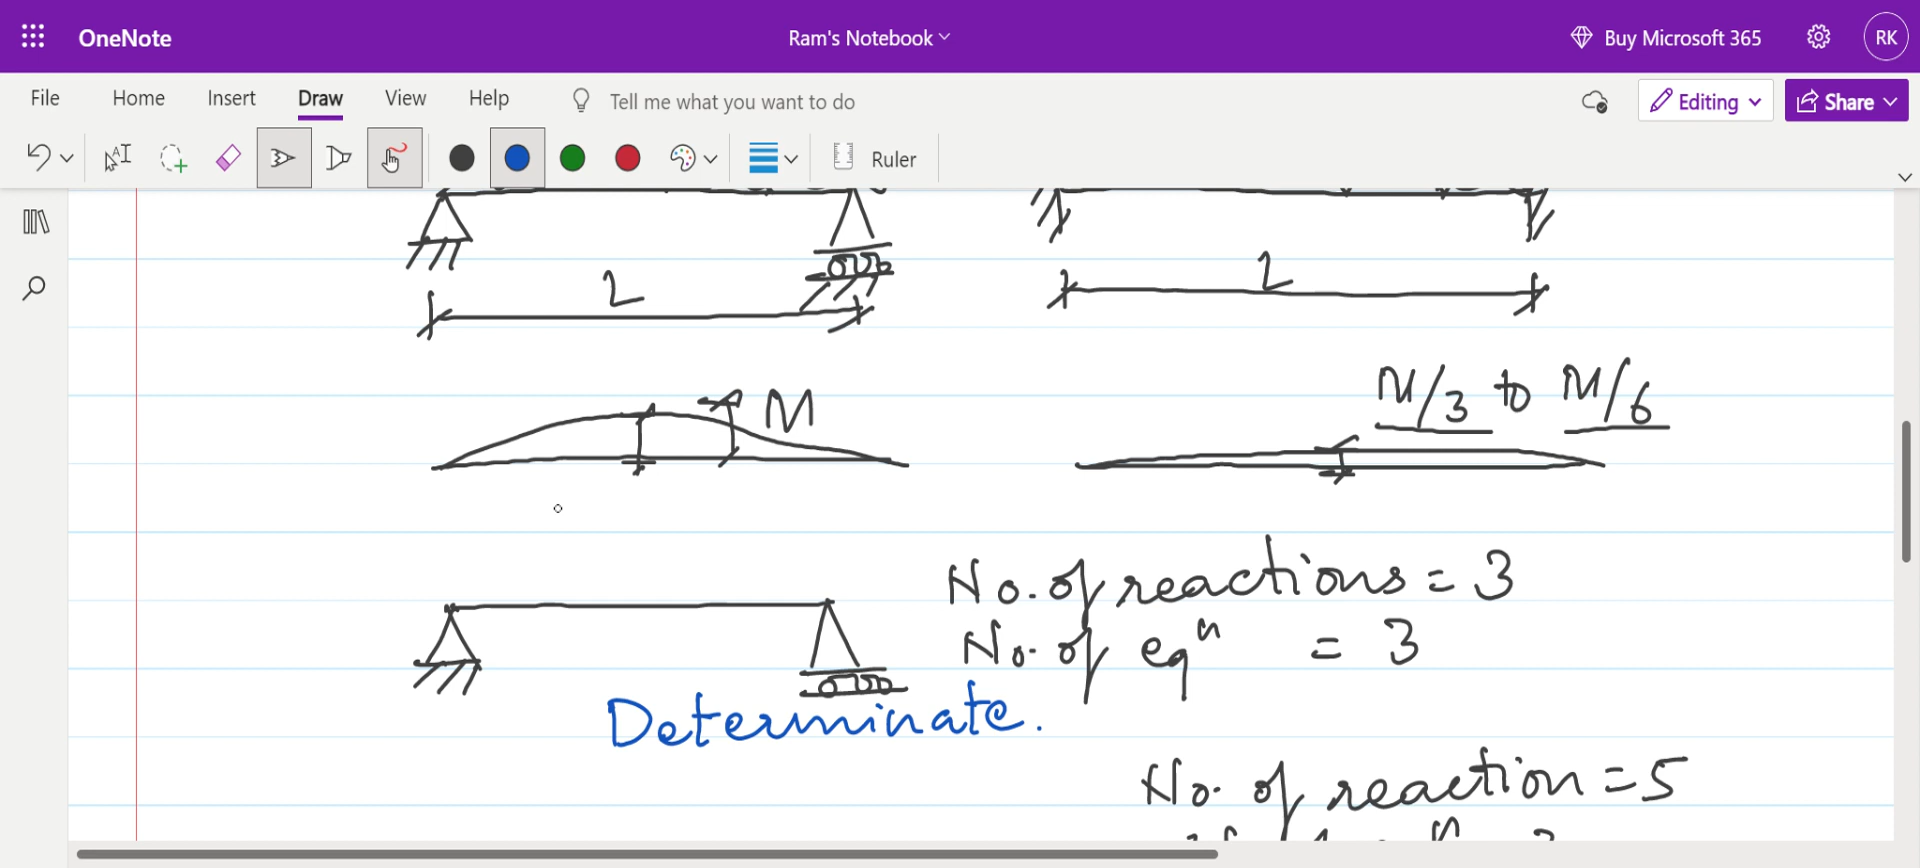 OneNote
Ram's Notebook
Buy Microsoft 365
RK
File Home Insert Draw View Help Tell me what you want to do
Editing
Share
Ruler
L
L
M
M/3 to M/6
No. of reactions = 3
No. of eqⁿ = 3
Determinate.
No. of reaction = 5